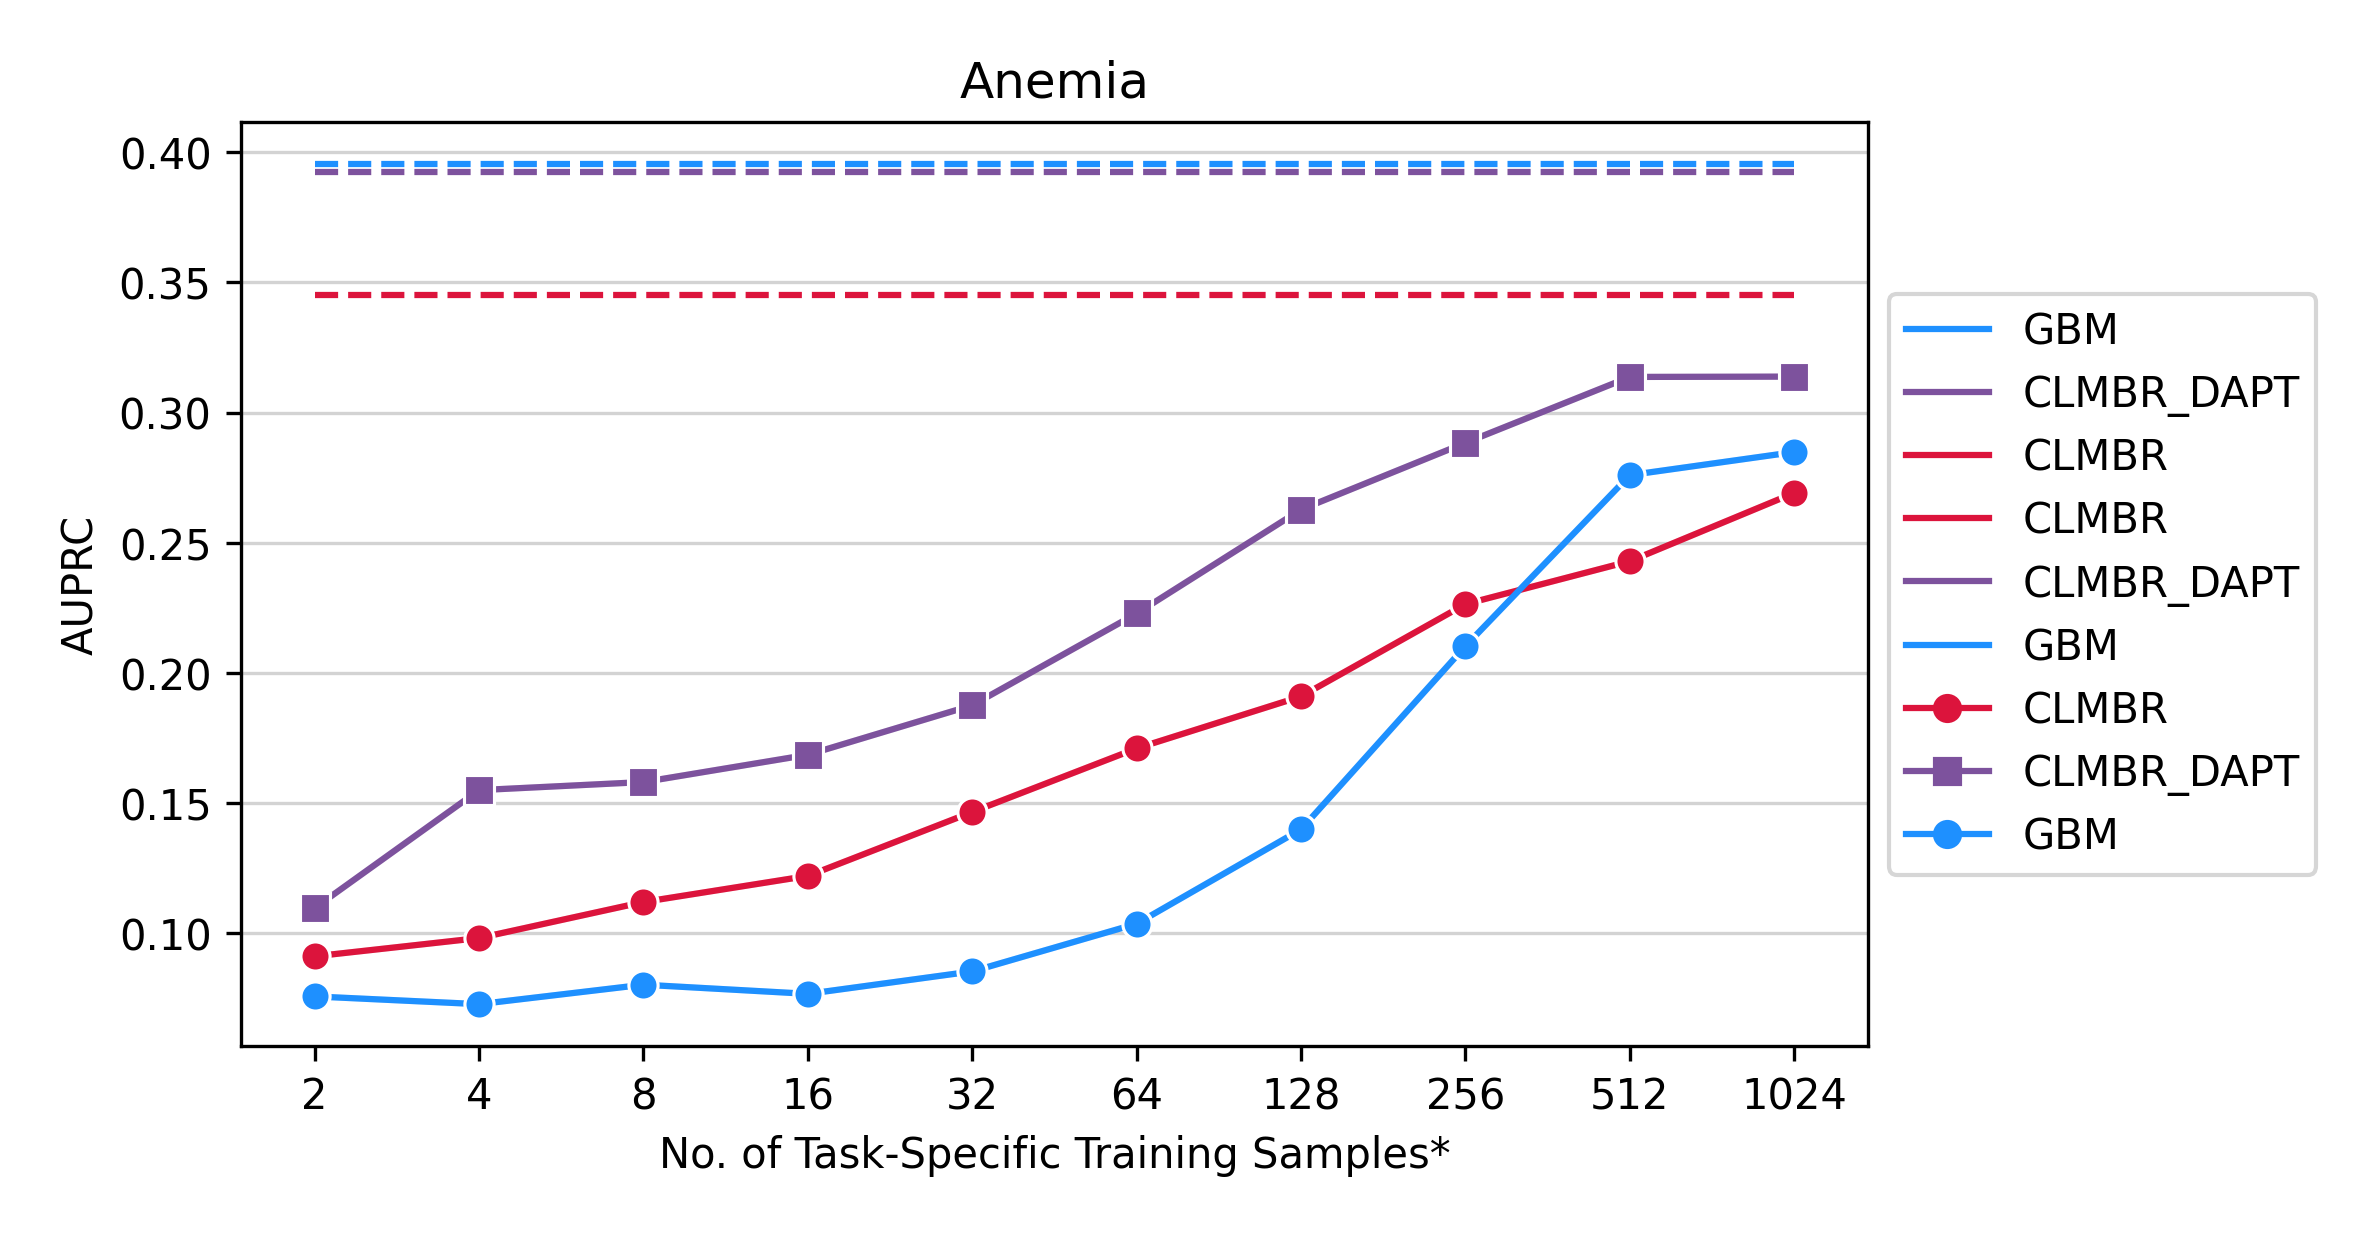 Anemia
0.40
0.35
0.30
0.25
0.20
0.15
0.10
AUPRC
2 4 8 16 32 64 128 256 512 1024
No. of Task-Specific Training Samples*
GBM
CLMBR_DAPT
CLMBR
CLMBR
CLMBR_DAPT
GBM
CLMBR
CLMBR_DAPT
GBM